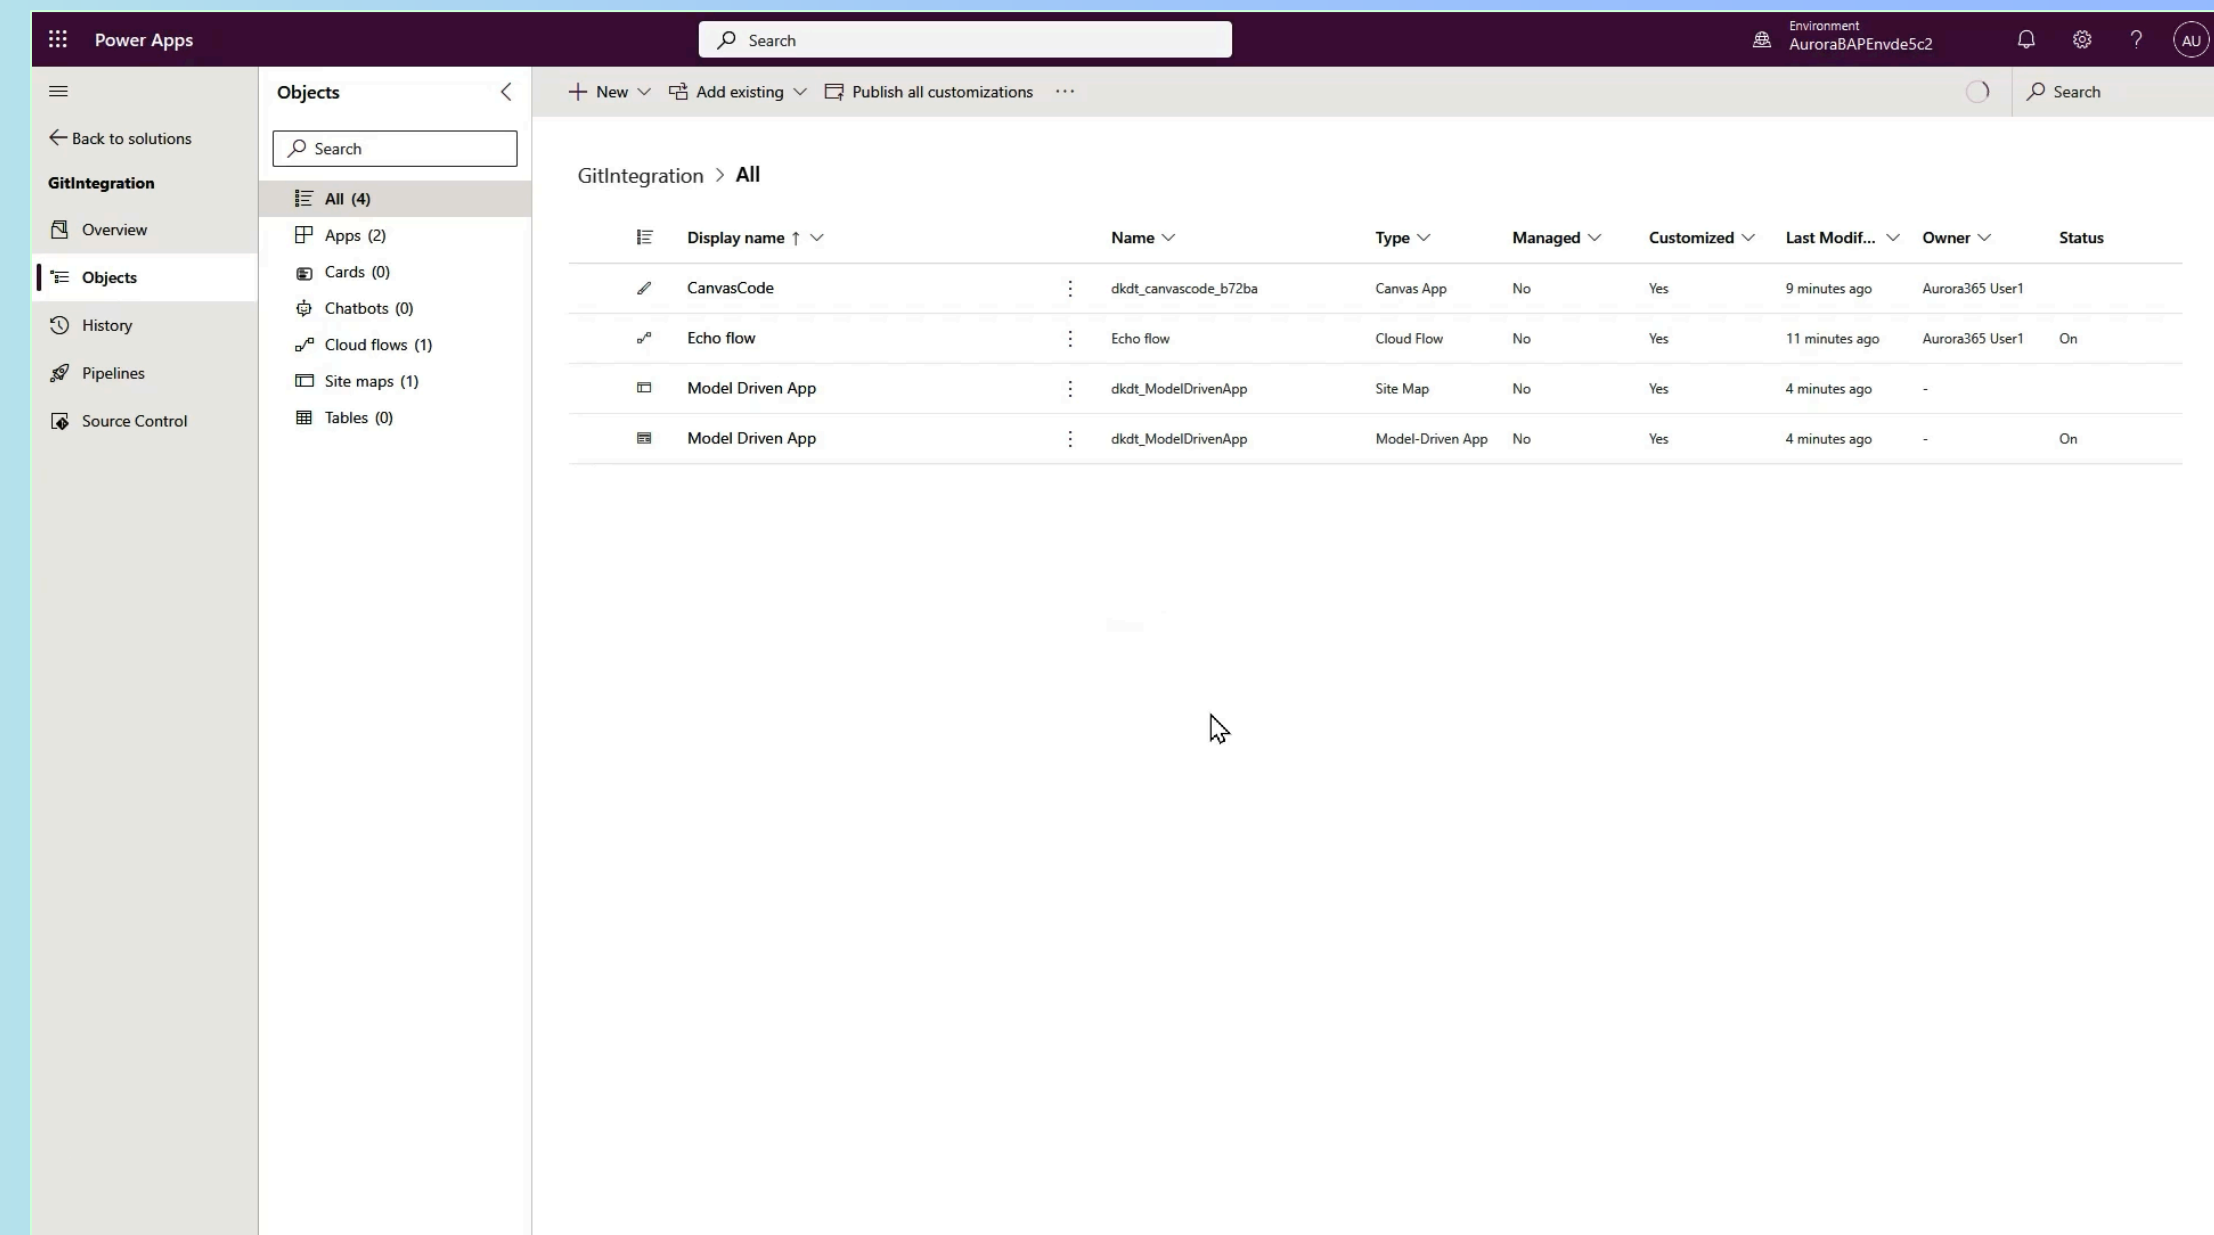 Power Apps
Search
Environment
AuroraBAPEnvde5c2
?
AU
Objects
New
Add existing
Publish all customizations
...
Search
Back to solutions
GitIntegration
Overview
Objects
History
Pipelines
Source Control
Search
All (4)
Apps (2)
Cards (0)
Chatbots (0)
Cloud flows (1)
Site maps (1)
Tables (0)
GitIntegration > All
Display name ↑ Name Type Managed Customized Last Modif... Owner Status
CanvasCode dkdt_canvascode_b72ba Canvas App No Yes 9 minutes ago Aurora365 User1
Echo flow Echo flow Cloud Flow No Yes 11 minutes ago Aurora365 User1 On
Model Driven App dkdt_ModelDrivenApp Site Map No Yes 4 minutes ago -
Model Driven App dkdt_ModelDrivenApp Model-Driven App No Yes 4 minutes ago - On